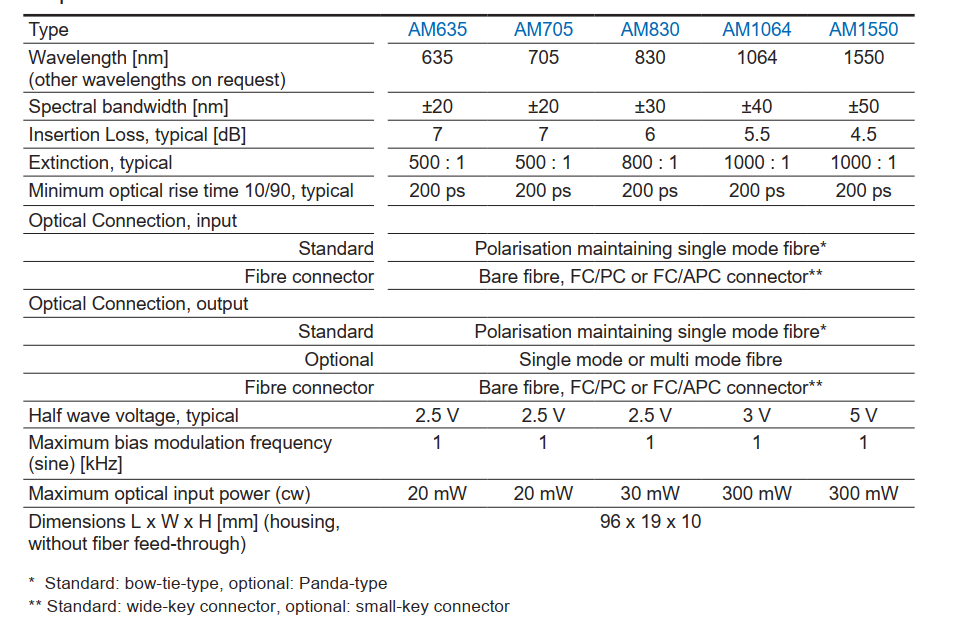 Type AM635 AM705 AM830 AM1064 AM1550
Wavelength [nm] 635 705 830 1064 1550
(other wavelengths on request)
Spectral bandwidth [nm] ±20 ±20 ±30 ±40 ±50
Insertion Loss, typical [dB] 7 7 6 5.5 4.5
Extinction, typical 500 : 1 500 : 1 800 : 1 1000 : 1 1000 : 1
Minimum optical rise time 10/90, typical 200 ps 200 ps 200 ps 200 ps 200 ps
Optical Connection, input
Standard Polarisation maintaining single mode fibre*
Fibre connector Bare fibre, FC/PC or FC/APC connector**
Optical Connection, output
Standard Polarisation maintaining single mode fibre*
Optional Single mode or multi mode fibre
Fibre connector Bare fibre, FC/PC or FC/APC connector**
Half wave voltage, typical 2.5 V 2.5 V 2.5 V 3 V 5 V
Maximum bias modulation frequency 1 1 1 1 1
(sine) [kHz]
Maximum optical input power (cw) 20 mW 20 mW 30 mW 300 mW 300 mW
Dimensions L x W x H [mm] (housing, 96 x 19 x 10
without fiber feed-through)
* Standard: bow-tie-type, optional: Panda-type
** Standard: wide-key connector, optional: small-key connector